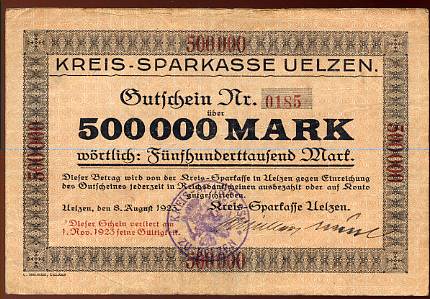 500000
KREIS-SPARKASSE UELZEN.
Gutschein Nr. 0185
über
500000 MARK
wörtlich: Fünfhunderttausend Mark.
Dieser Betrag wird von der Kreis-Sparkasse in Uelzen gegen Einreichung
des Gutscheines jederzeit in Reichsbankscheinen ausbezahlt oder auf Konto
gutgeschrieben.
Uelzen, den 8. August 1923. Kreis-Sparkasse Uelzen.
Dieser Schein verliert am
1. Nov. 1923 seine Gültigkeit.
500000
500000
500000